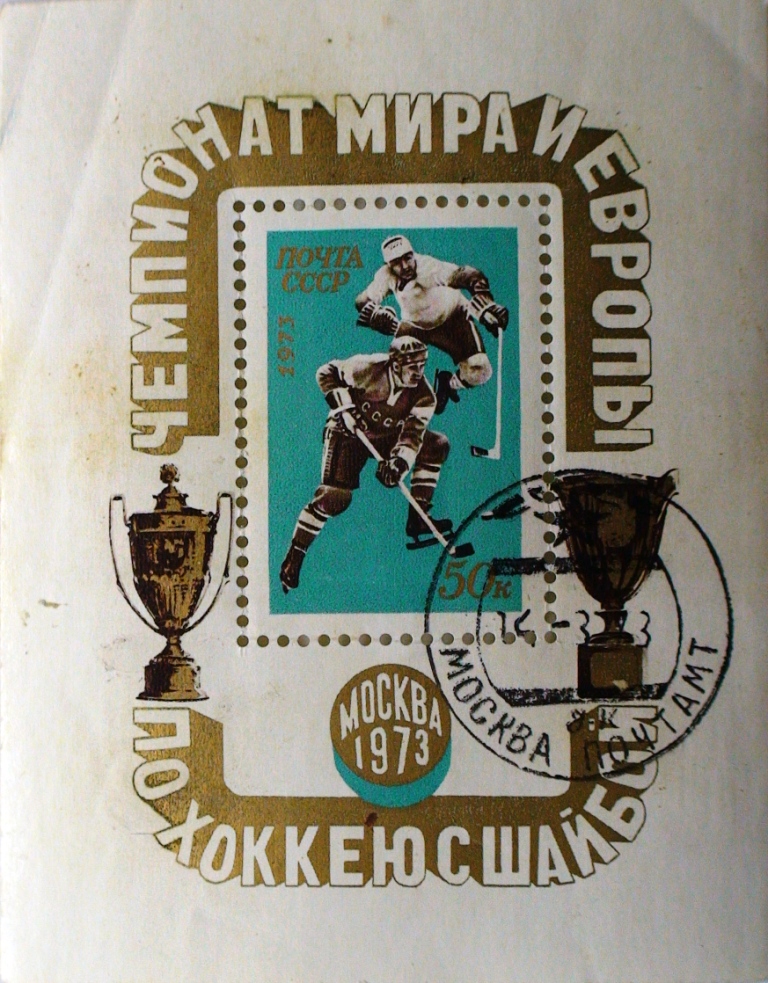 ЧЕМПИОНАТ МИРА И ЕВРОПЫ
ПОЧТА
СССР
1973
СССР
50к
МОСКВА
1973
МОСКВА ПОЧТАМТ
ПО ХОККЕЮ С ШАЙБОЙ